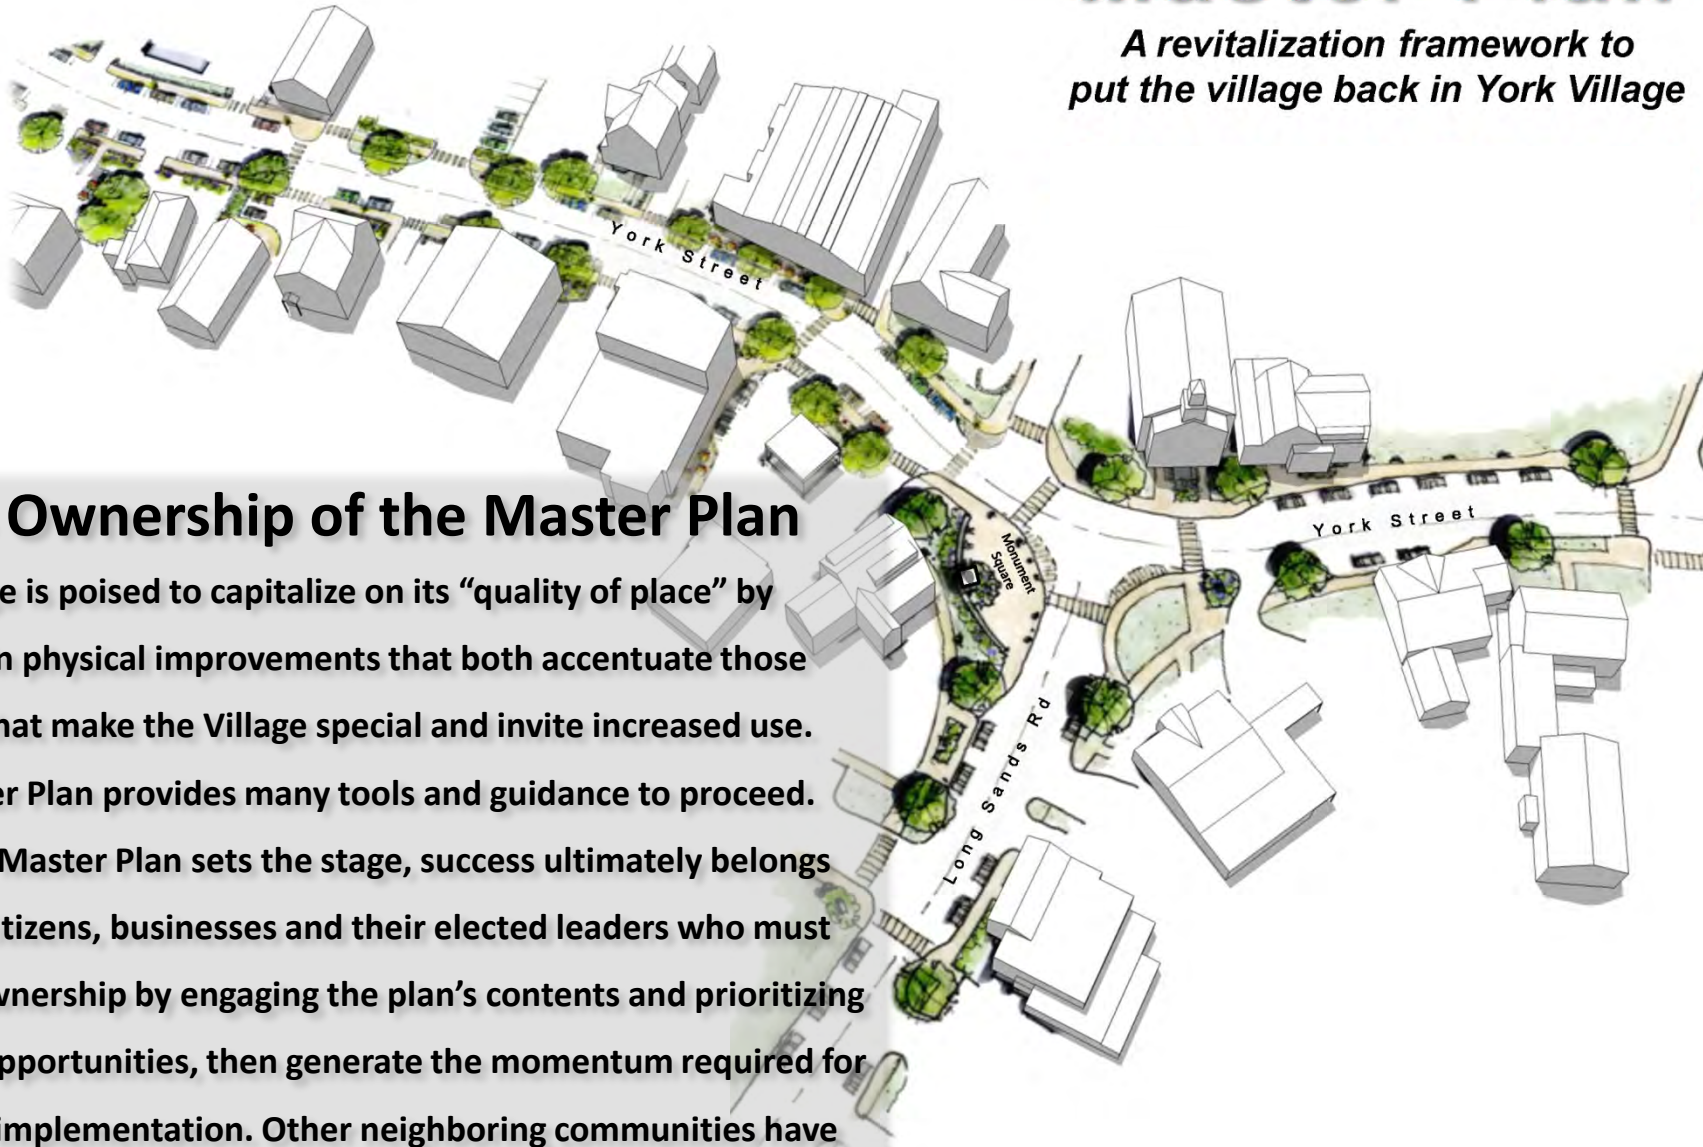 Master Plan
A revitalization framework to
put the village back in York Village
York Street
York Street
Monument
Square
Long Sands Rd
Ownership of the Master Plan
e is poised to capitalize on its “quality of place” by
n physical improvements that both accentuate those
hat make the Village special and invite increased use.
er Plan provides many tools and guidance to proceed.
Master Plan sets the stage, success ultimately belongs
tizens, businesses and their elected leaders who must
wnership by engaging the plan’s contents and prioritizing
pportunities, then generate the momentum required for
implementation. Other neighboring communities have